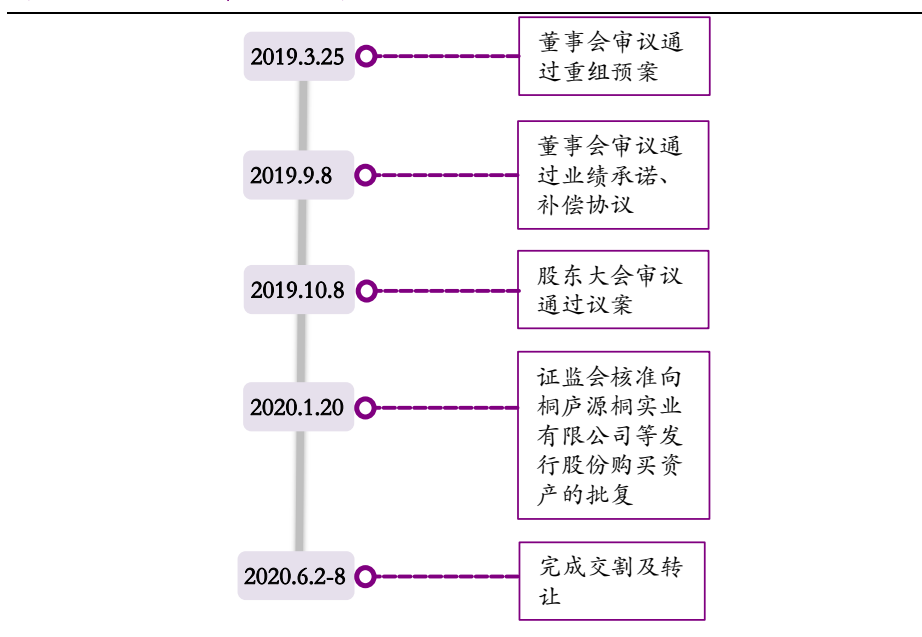 2019.3.25
董事会审议通
过重组预案
2019.9.8
董事会审议通
过业绩承诺、
补偿协议
2019.10.8
股东大会审议
通过议案
2020.1.20
证监会核准向
桐庐源桐实业
有限公司等发
行股份购买资
产的批复
2020.6.2-8
完成交割及转
让